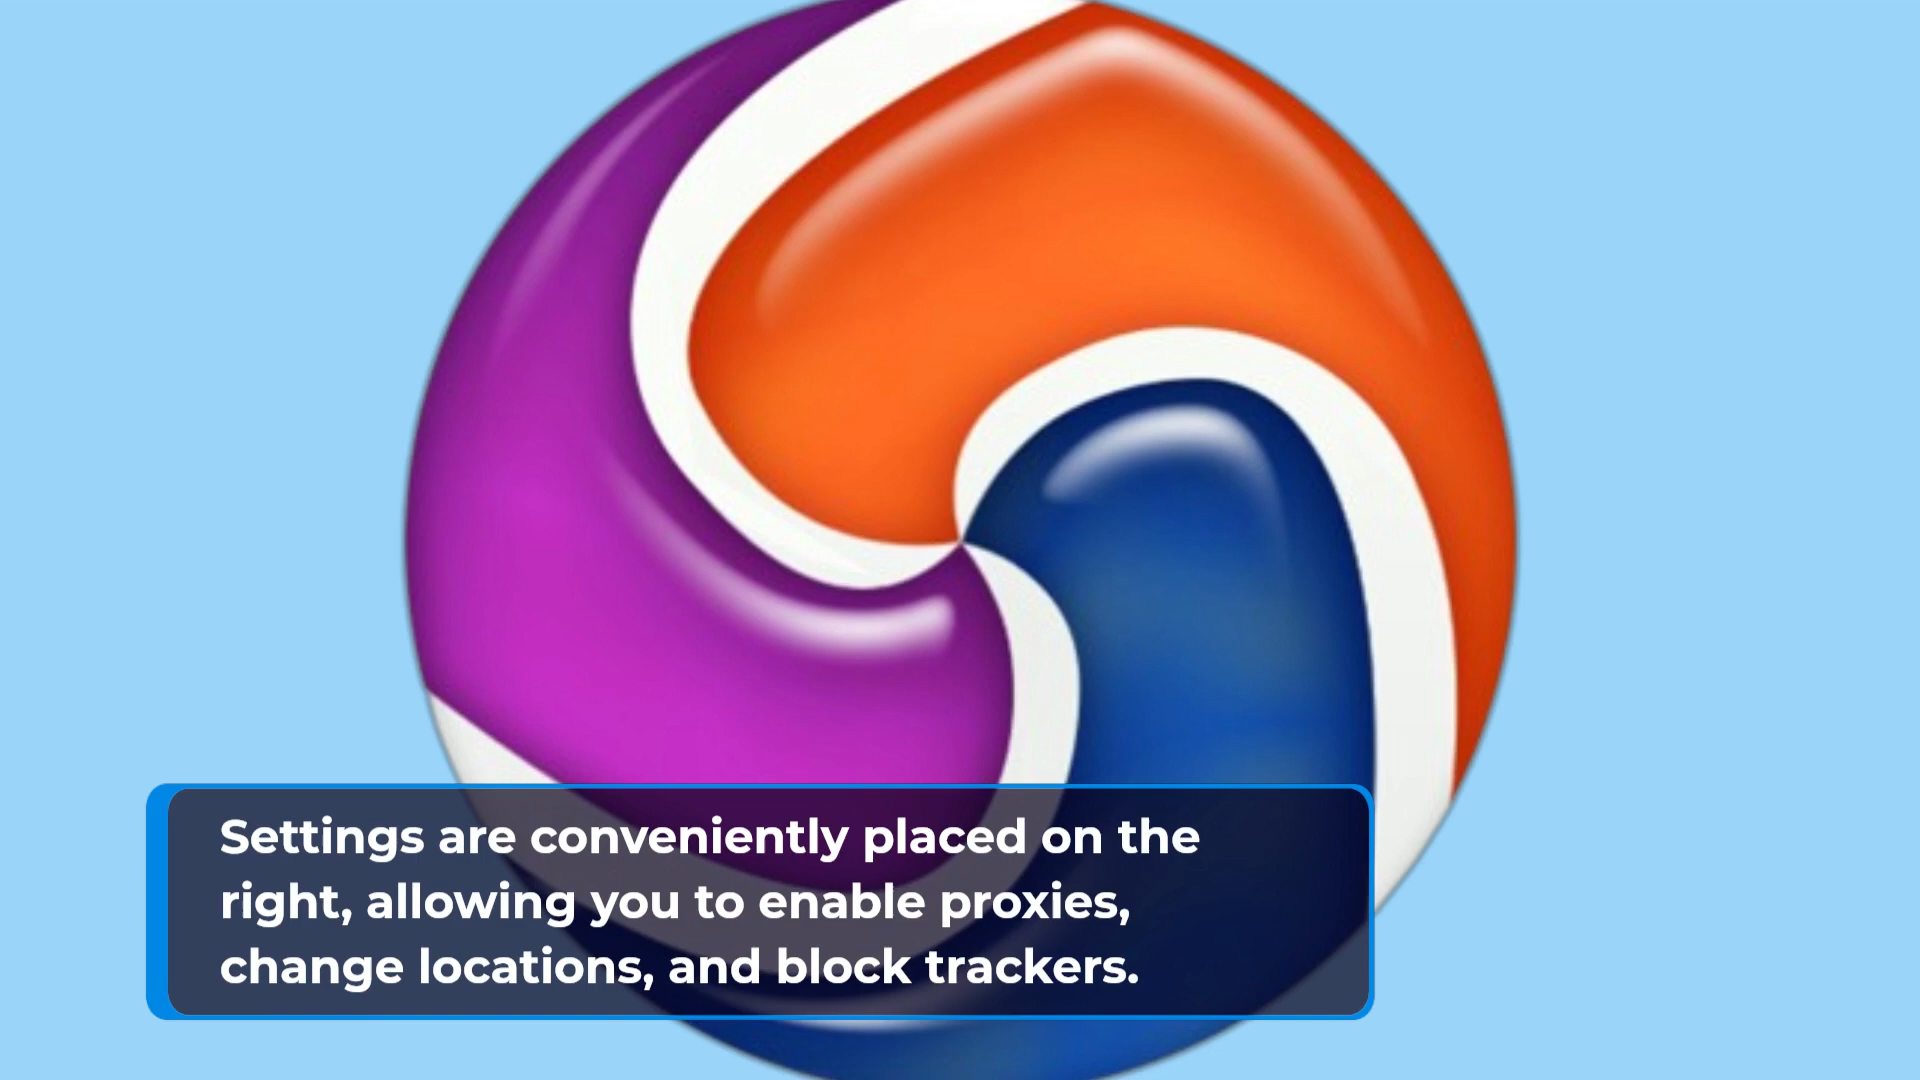 Settings are conveniently placed on the
right, allowing you to enable proxies,
change locations, and block trackers.